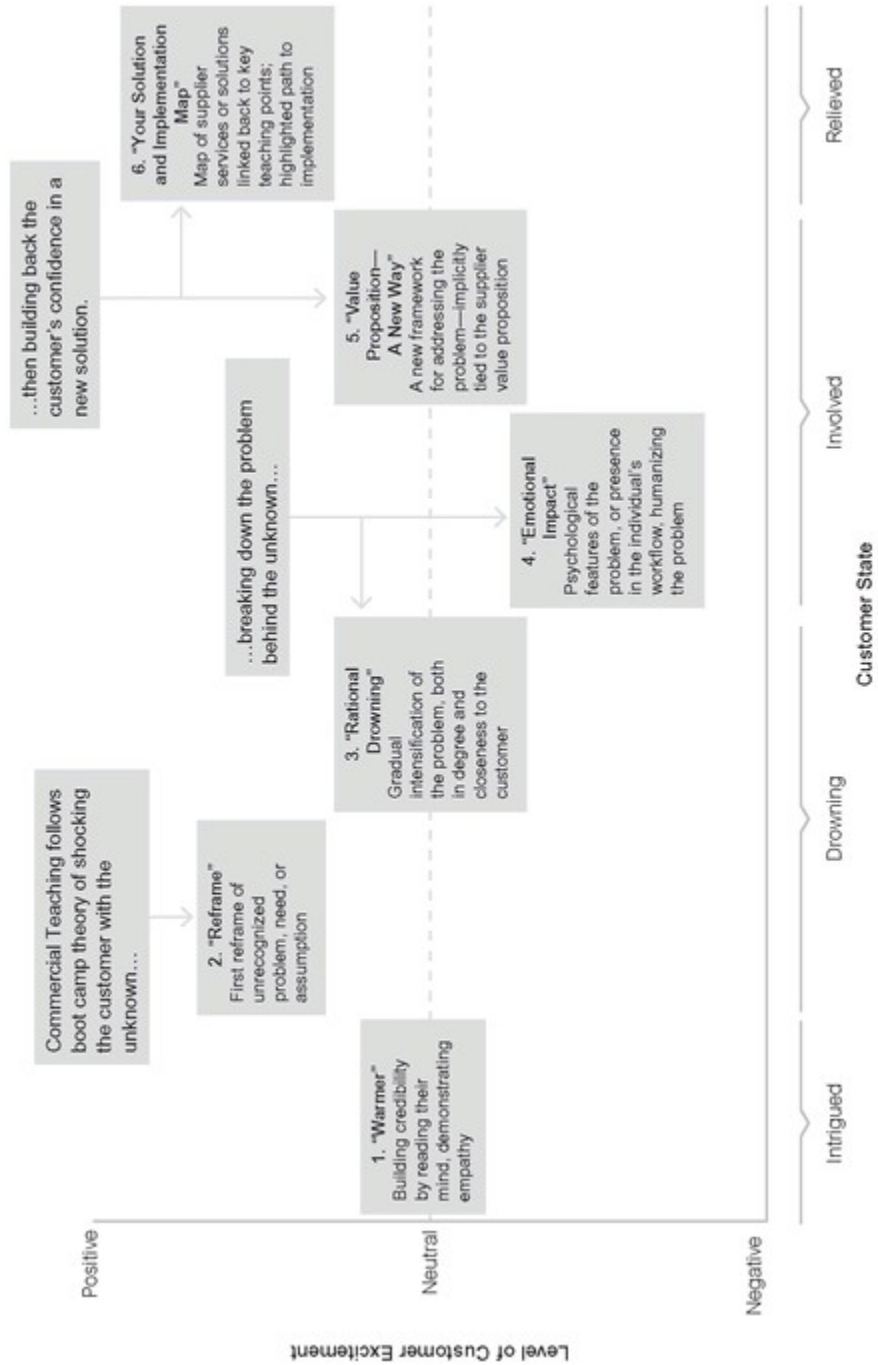 Commercial Teaching follows
boot camp theory of shocking
the customer with the
unknown…
…breaking down the problem
behind the unknown…
…then building back the
customer’s confidence in a
new solution.
Level of Customer Excitement
Positive
Neutral
Negative
1. “Warmer”
Building credibility
by reading their
mind, demonstrating
empathy
2. “Reframe”
First reframe of
unrecognized
problem, need, or
assumption
3. “Rational
Drowning”
Gradual
intensification of
the problem, both
in degree and
closeness to the
customer
4. “Emotional
Impact”
Psychological
features of the
problem, or presence
in the individual’s
workflow, humanizing
the problem
5. “Value
Proposition—
A New Way”
A new framework
for addressing the
problem—implicitly
tied to the supplier
value proposition
6. “Your Solution
and Implementation
Map”
Map of supplier
services or solutions
linked back to key
teaching points;
highlighted path to
implementation
Intrigued
Drowning
Involved
Relieved
Customer State